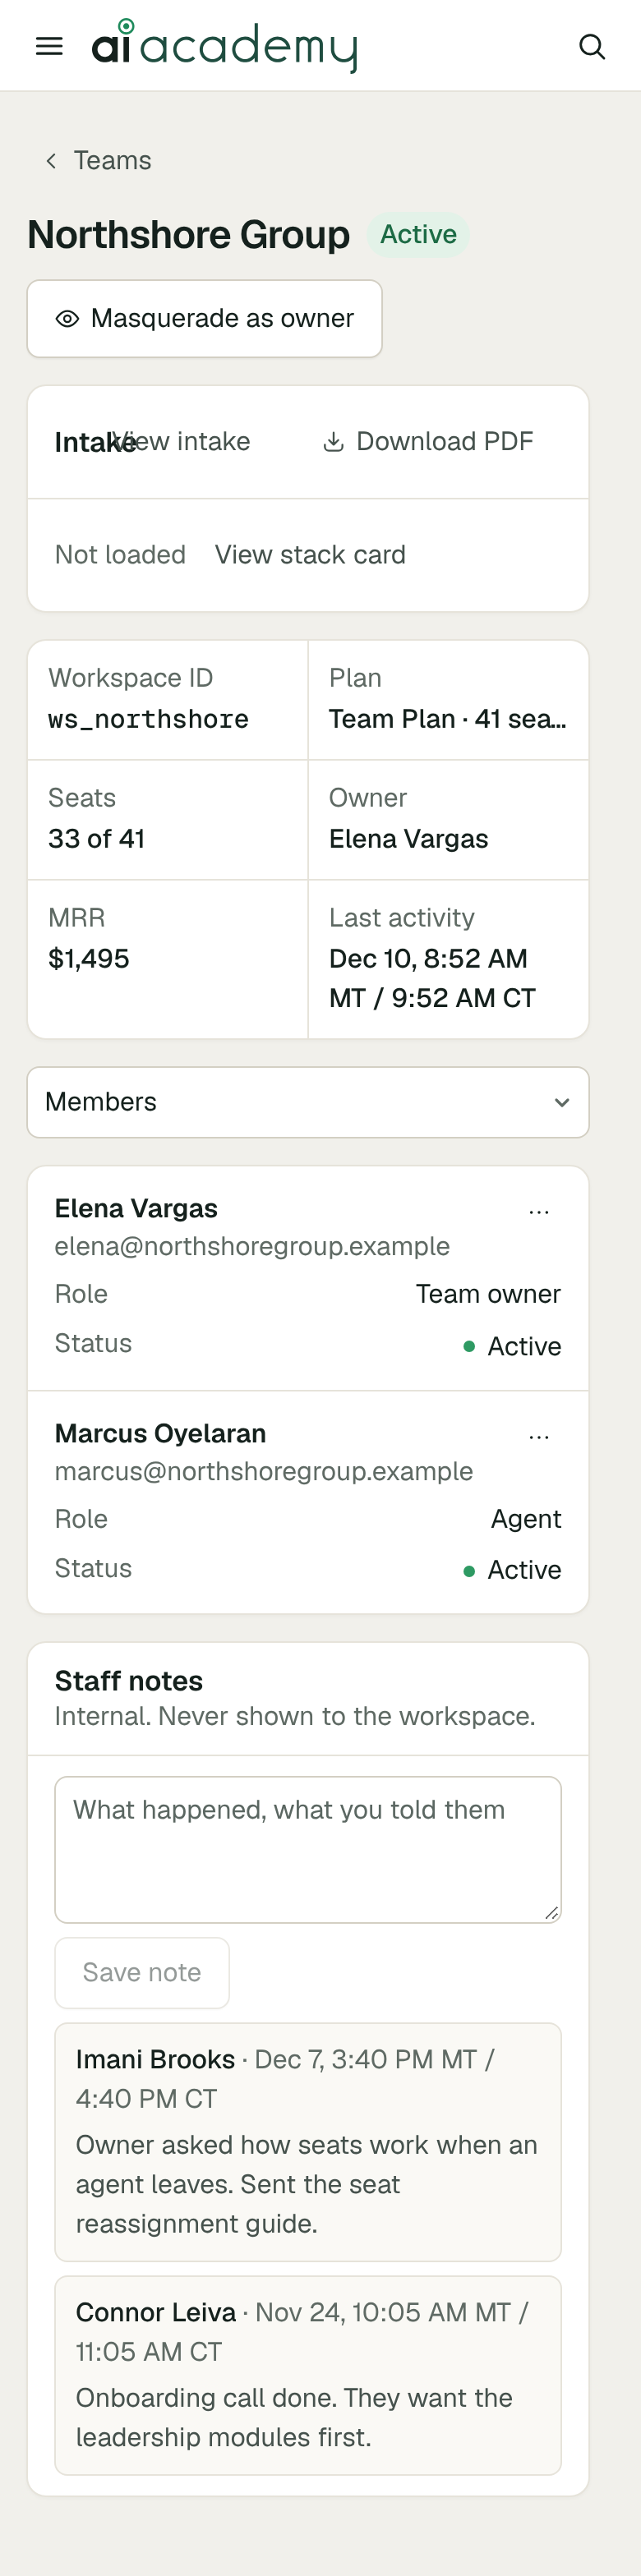 ai academy
Teams
Northshore Group Active
Masquerade as owner
Intake View intake Download PDF
Not loaded View stack card
Workspace ID Plan
ws_northshore Team Plan · 41 sea...
Seats Owner
33 of 41 Elena Vargas
MRR Last activity
$1,495 Dec 10, 8:52 AM
MT / 9:52 AM CT
Members
Elena Vargas ...
elena@northshoregroup.example
Role Team owner
Status Active
Marcus Oyelaran ...
marcus@northshoregroup.example
Role Agent
Status Active
Staff notes
Internal. Never shown to the workspace.
What happened, what you told them
Save note
Imani Brooks · Dec 7, 3:40 PM MT /
4:40 PM CT
Owner asked how seats work when an
agent leaves. Sent the seat
reassignment guide.
Connor Leiva · Nov 24, 10:05 AM MT /
11:05 AM CT
Onboarding call done. They want the
leadership modules first.